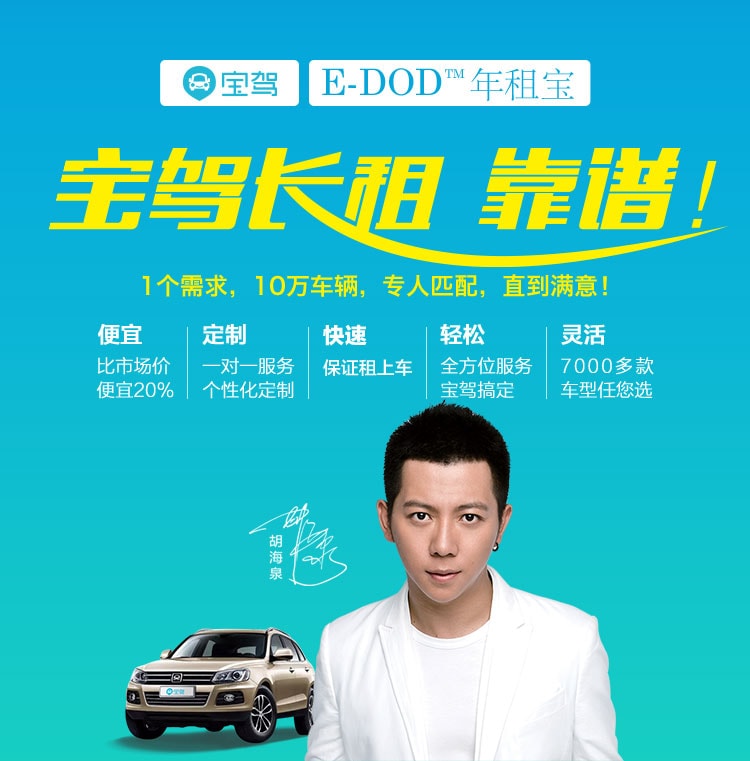 宝驾
E-DOD™ 年租宝
宝驾长租 靠谱!
1个需求，10万车辆，专人匹配，直到满意!
便宜
比市场价
便宜20%
定制
一对一服务
个性化定制
快速
保证租上车
轻松
全方位服务
宝驾搞定
灵活
7000多款
车型任您选
胡海泉
宝驾